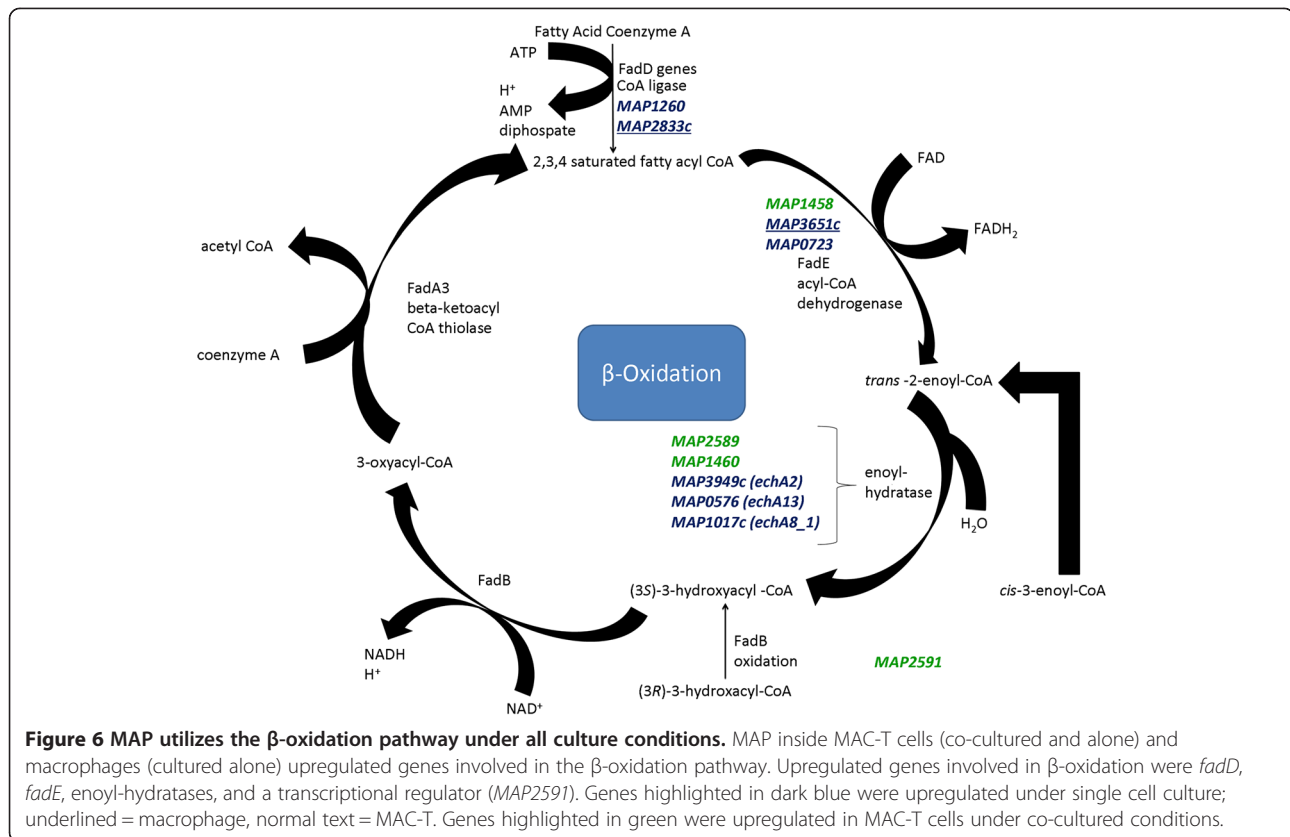 Fatty Acid Coenzyme A
ATP
FadD genes
CoA ligase
H+
AMP
diphospate
MAP1260
MAP2833c
2,3,4 saturated fatty acyl CoA
FAD
MAP1458
MAP3651c
MAP0723
FadE
acyl-CoA
dehydrogenase
FADH2
acetyl CoA
FadA3
beta-ketoacyl
CoA thiolase
coenzyme A
β-Oxidation
trans -2-enoyl-CoA
MAP2589
MAP1460
MAP3949c (echA2)
MAP0576 (echA13)
MAP1017c (echA8_1)
enoyl-
hydratase
3-oxyacyl-CoA
H2O
FadB
(3S)-3-hydroxyacyl -CoA
cis-3-enoyl-CoA
NADH
H+
NAD+
FadB
oxidation
MAP2591
(3R)-3-hydroxacyl-CoA
Figure 6 MAP utilizes the β-oxidation pathway under all culture conditions. MAP inside MAC-T cells (co-cultured and alone) and
macrophages (cultured alone) upregulated genes involved in the β-oxidation pathway. Upregulated genes involved in β-oxidation were fadD,
fadE, enoyl-hydratases, and a transcriptional regulator (MAP2591). Genes highlighted in dark blue were upregulated under single cell culture;
underlined = macrophage, normal text = MAC-T. Genes highlighted in green were upregulated in MAC-T cells under co-cultured conditions.